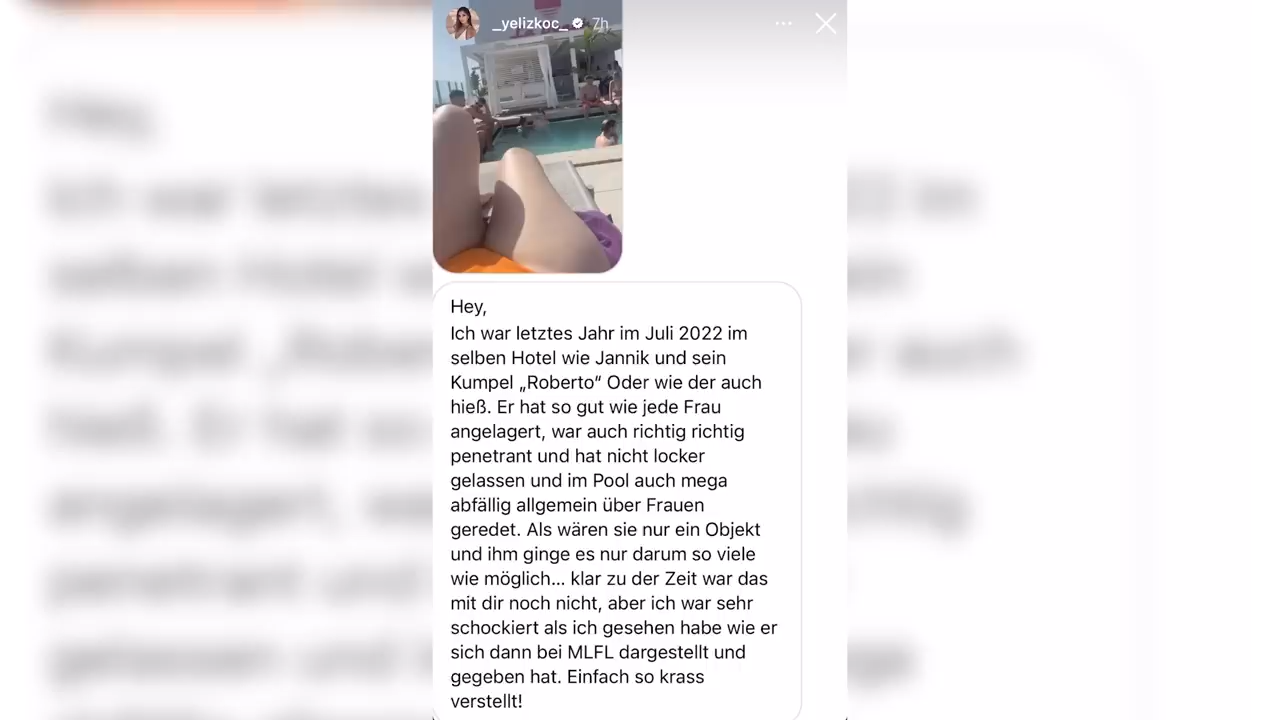 _yelizkoc_ 7h
Hey,
Ich war letztes Jahr im Juli 2022 im
selben Hotel wie Jannik und sein
Kumpel „Roberto“ Oder wie der auch
hieß. Er hat so gut wie jede Frau
angelagert, war auch richtig richtig
penetrant und hat nicht locker
gelassen und im Pool auch mega
abfällig allgemein über Frauen
geredet. Als wären sie nur ein Objekt
und ihm ginge es nur darum so viele
wie möglich... klar zu der Zeit war das
mit dir noch nicht, aber ich war sehr
schockiert als ich gesehen habe wie er
sich dann bei MLFL dargestellt und
gegeben hat. Einfach so krass
verstellt!